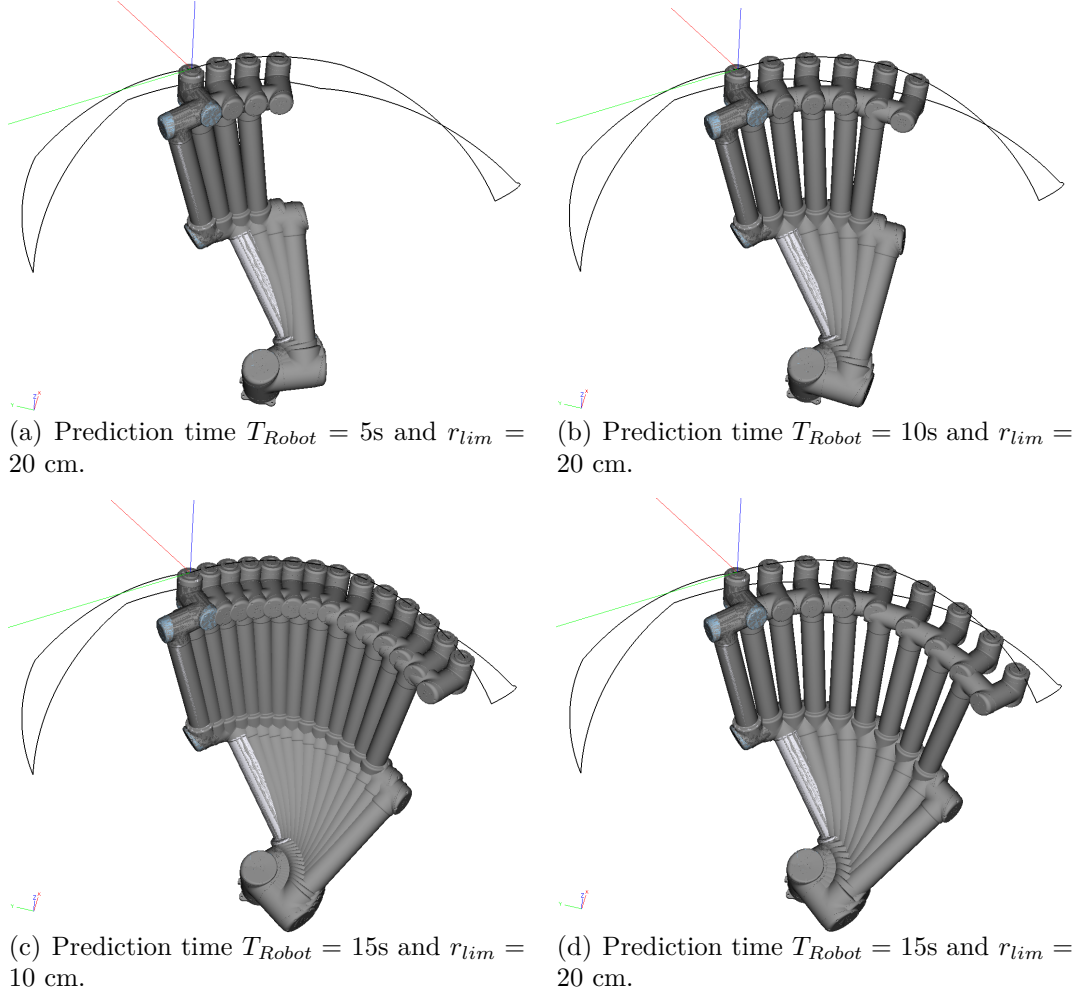 (a) Prediction time T_Robot = 5s and r_lim =
20 cm.
(b) Prediction time T_Robot = 10s and r_lim =
20 cm.
(c) Prediction time T_Robot = 15s and r_lim =
10 cm.
(d) Prediction time T_Robot = 15s and r_lim =
20 cm.